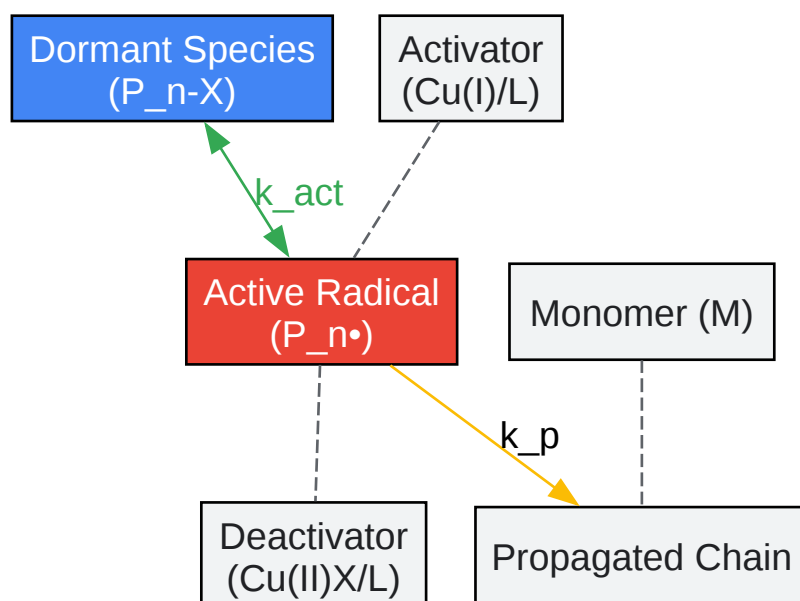 Dormant Species
(P_n-X)
Activator
(Cu(I)/L)
k_act
Active Radical
(P_n•)
Monomer (M)
k_p
Deactivator
(Cu(II)X/L)
Propagated Chain